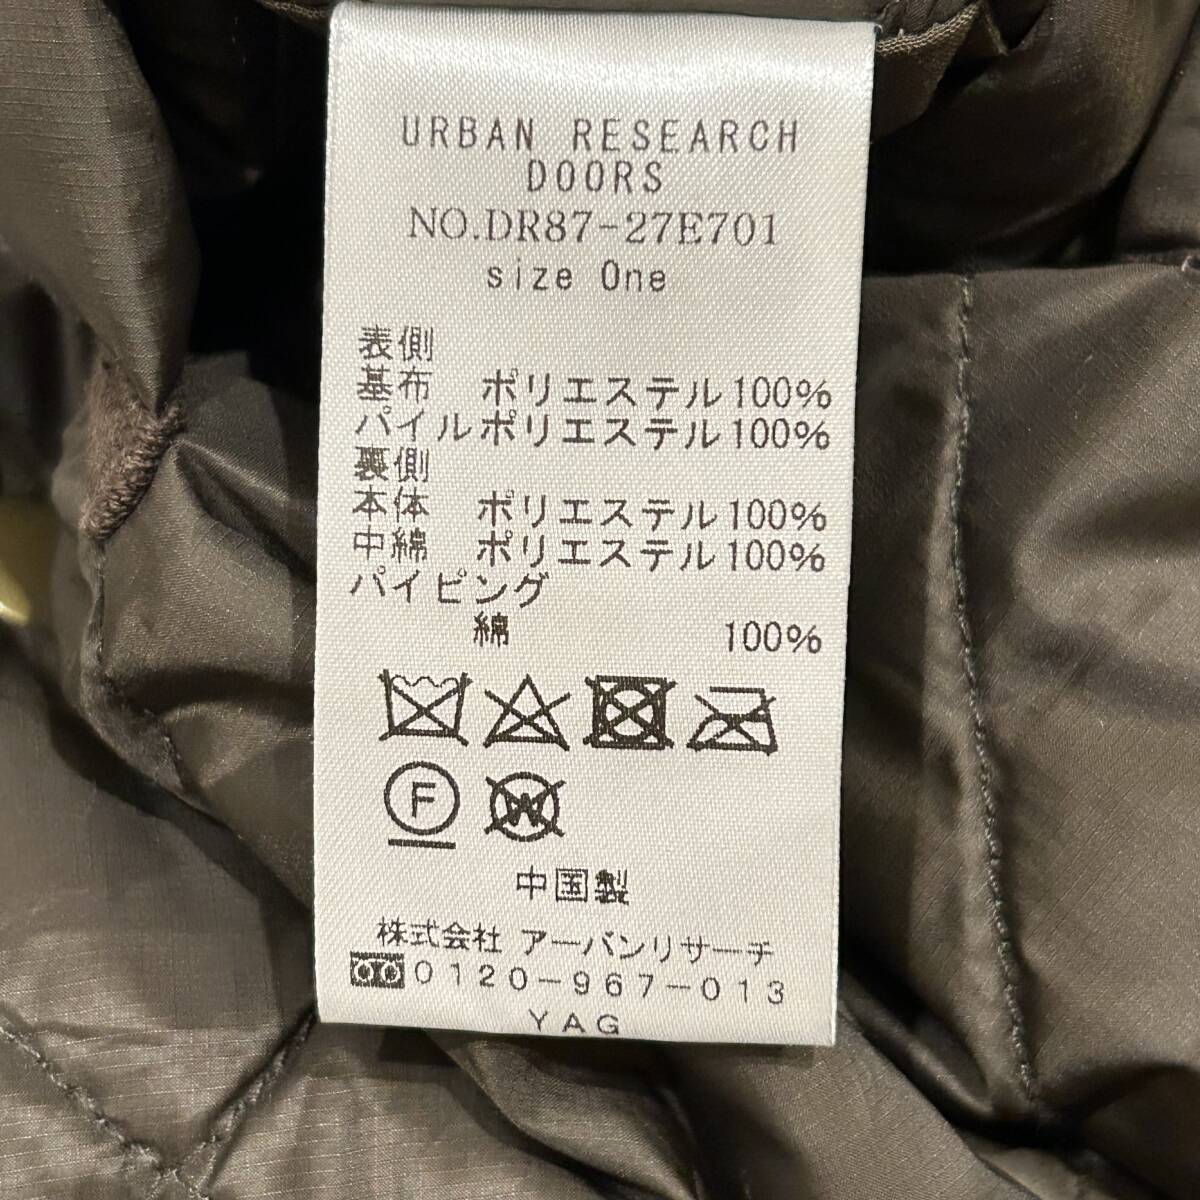 URBAN RESEARCH
DOORS
NO.DR87-27E701
size One
表側
基布 ポリエステル100%
パイルポリエステル100%
裏側
本体 ポリエステル100%
中綿 ポリエステル100%
パイピング
綿 100%
F
W
中国製
株式会社 アーバンリサーチ
0120-967-013
YAG